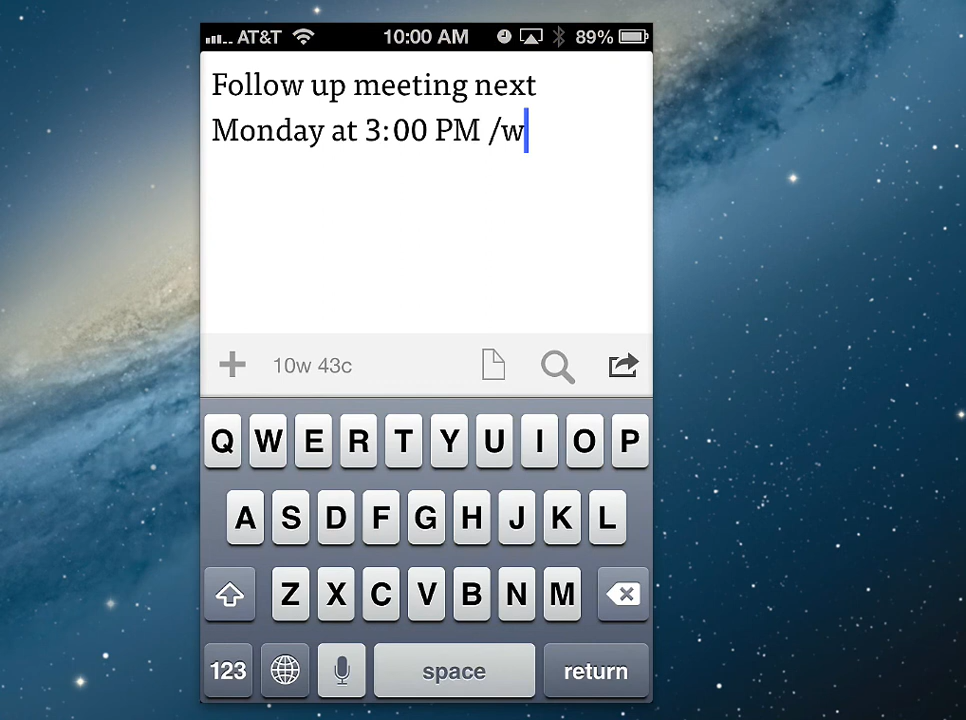 AT&T 10:00 AM 89%
Follow up meeting next
Monday at 3:00 PM /w
10w 43c
Q W E R T Y U I O P
A S D F G H J K L
Z X C V B N M
123 space return